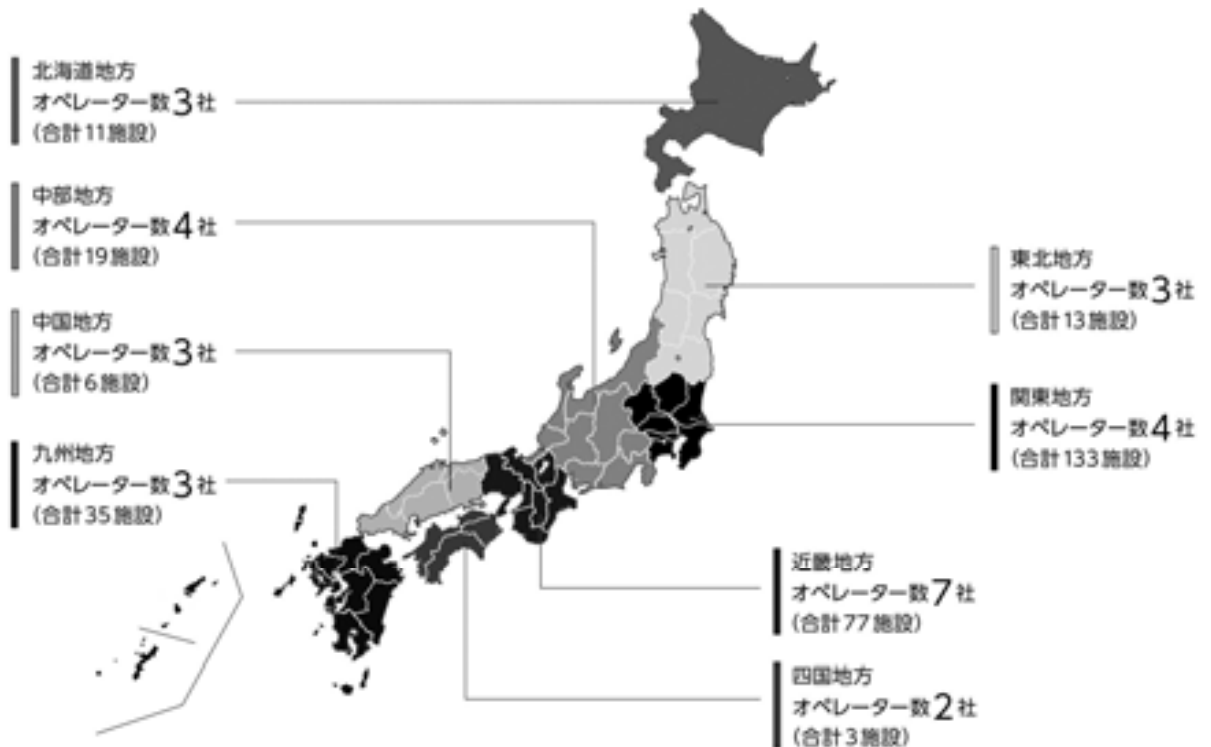 北海道地方
オペレーター数3社
(合計11施設)
中部地方
オペレーター数4社
(合計19施設)
中国地方
オペレーター数3社
(合計6施設)
九州地方
オペレーター数3社
(合計35施設)
東北地方
オペレーター数3社
(合計13施設)
関東地方
オペレーター数4社
(合計133施設)
近畿地方
オペレーター数7社
(合計77施設)
四国地方
オペレーター数2社
(合計3施設)